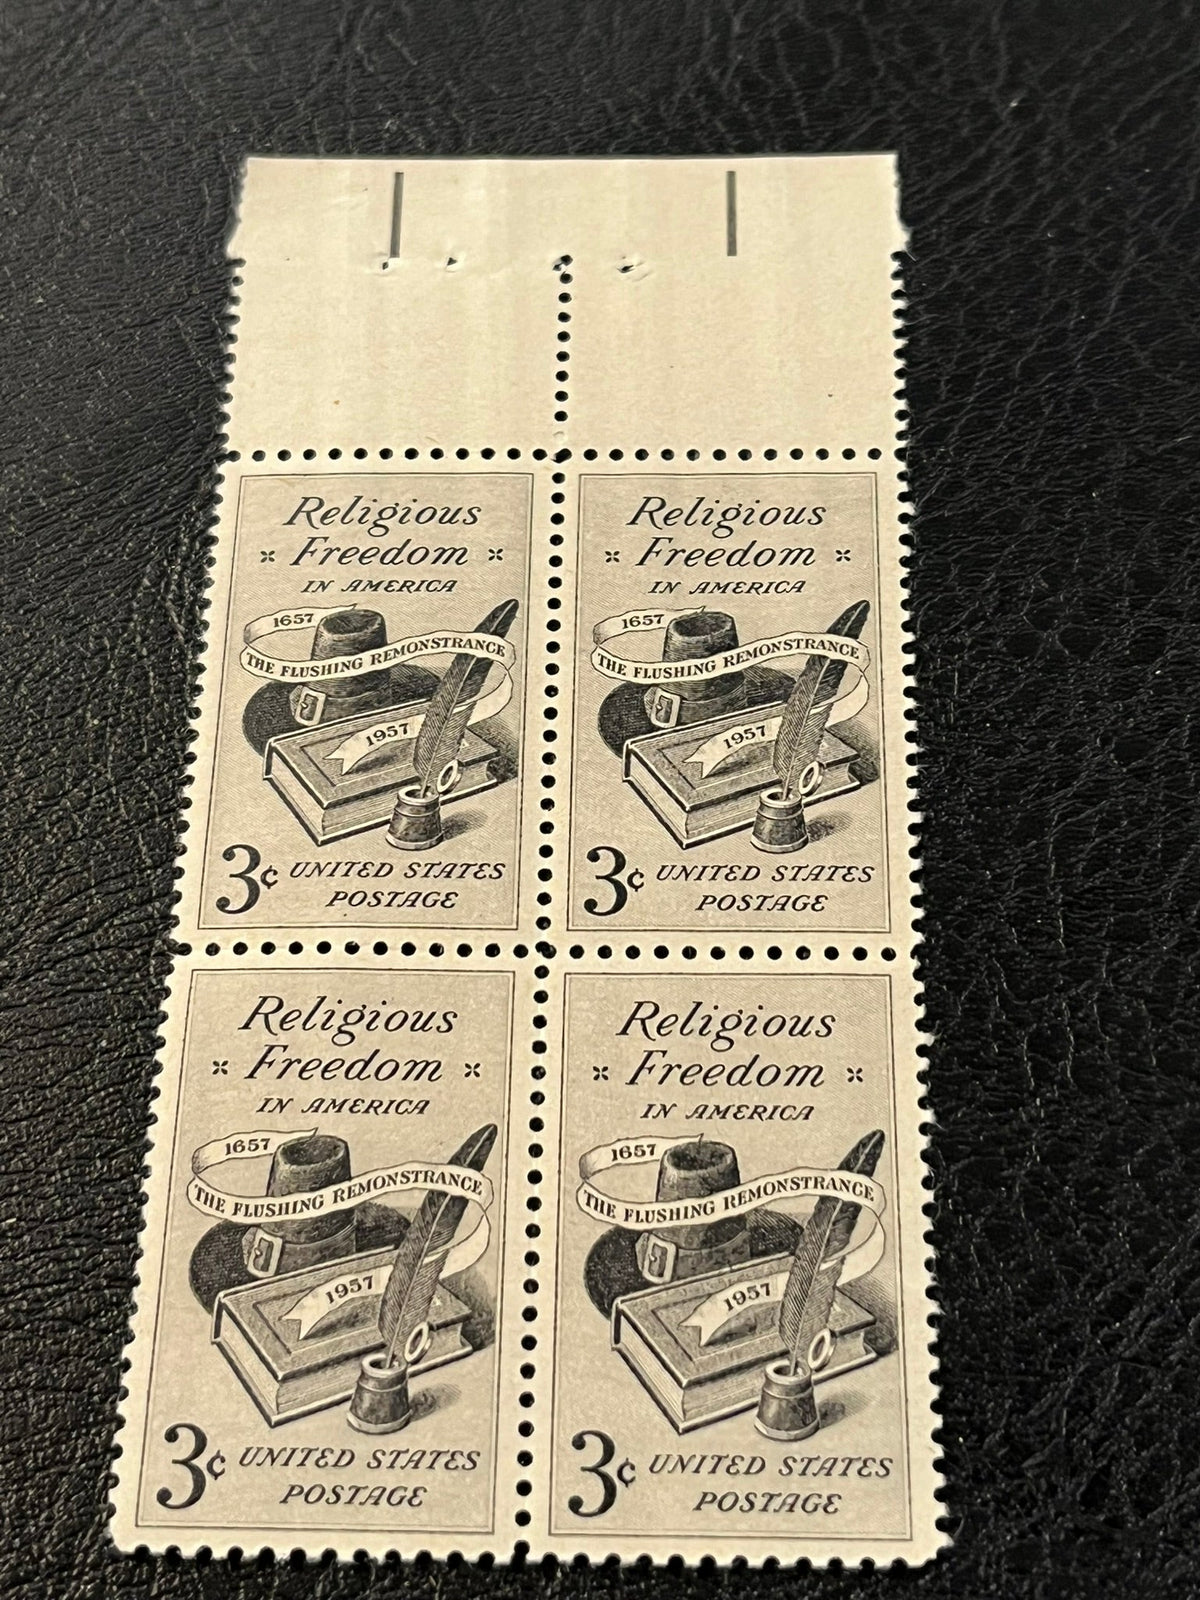 Religious
Freedom
IN AMERICA
1657
THE FLUSHING REMONSTRANCE
1957
3¢ UNITED STATES
POSTAGE
Religious
Freedom
IN AMERICA
1657
THE FLUSHING REMONSTRANCE
1957
3¢ UNITED STATES
POSTAGE
Religious
Freedom
IN AMERICA
1657
THE FLUSHING REMONSTRANCE
1957
3¢ UNITED STATES
POSTAGE
Religious
Freedom
IN AMERICA
1657
THE FLUSHING REMONSTRANCE
1957
3¢ UNITED STATES
POSTAGE